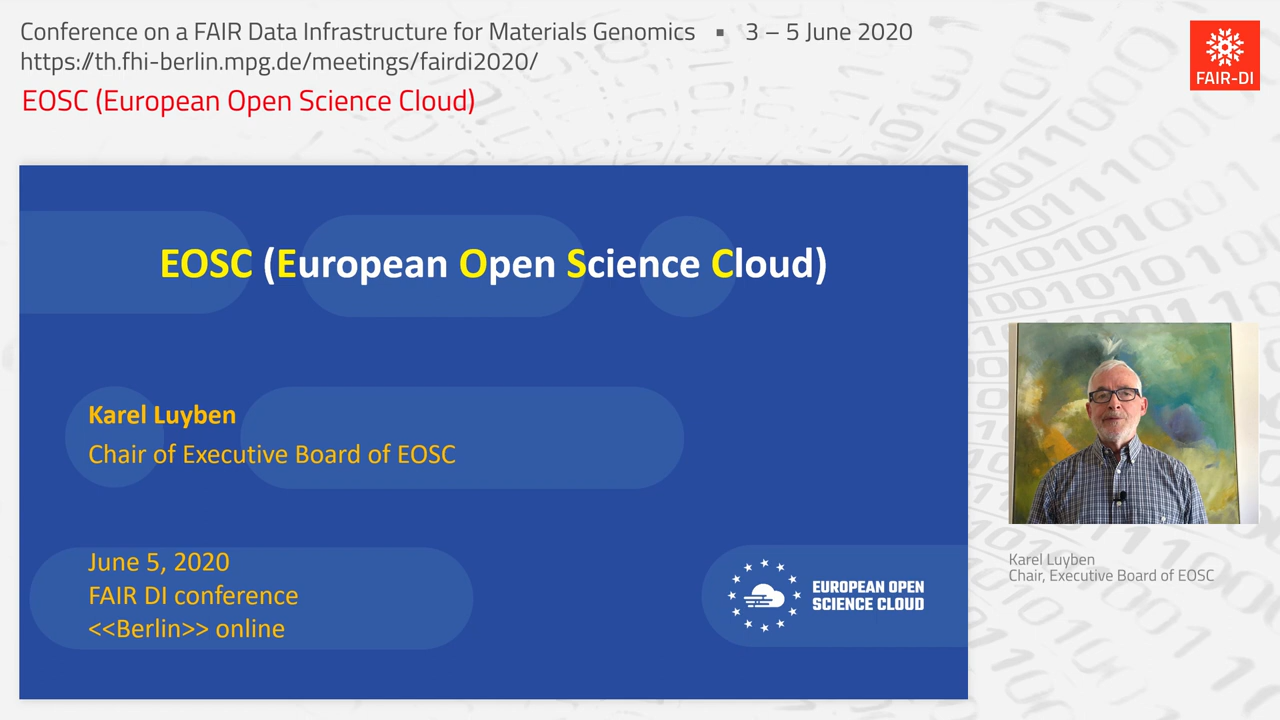 Conference on a FAIR Data Infrastructure for Materials Genomics ▪ 3 – 5 June 2020
https://th.fhi-berlin.mpg.de/meetings/fairdi2020/
EOSC (European Open Science Cloud)
FAIR-DI
EOSC (European Open Science Cloud)
Karel Luyben
Chair of Executive Board of EOSC
June 5, 2020
FAIR DI conference
<<Berlin>> online
EUROPEAN OPEN
SCIENCE CLOUD
Karel Luyben
Chair, Executive Board of EOSC